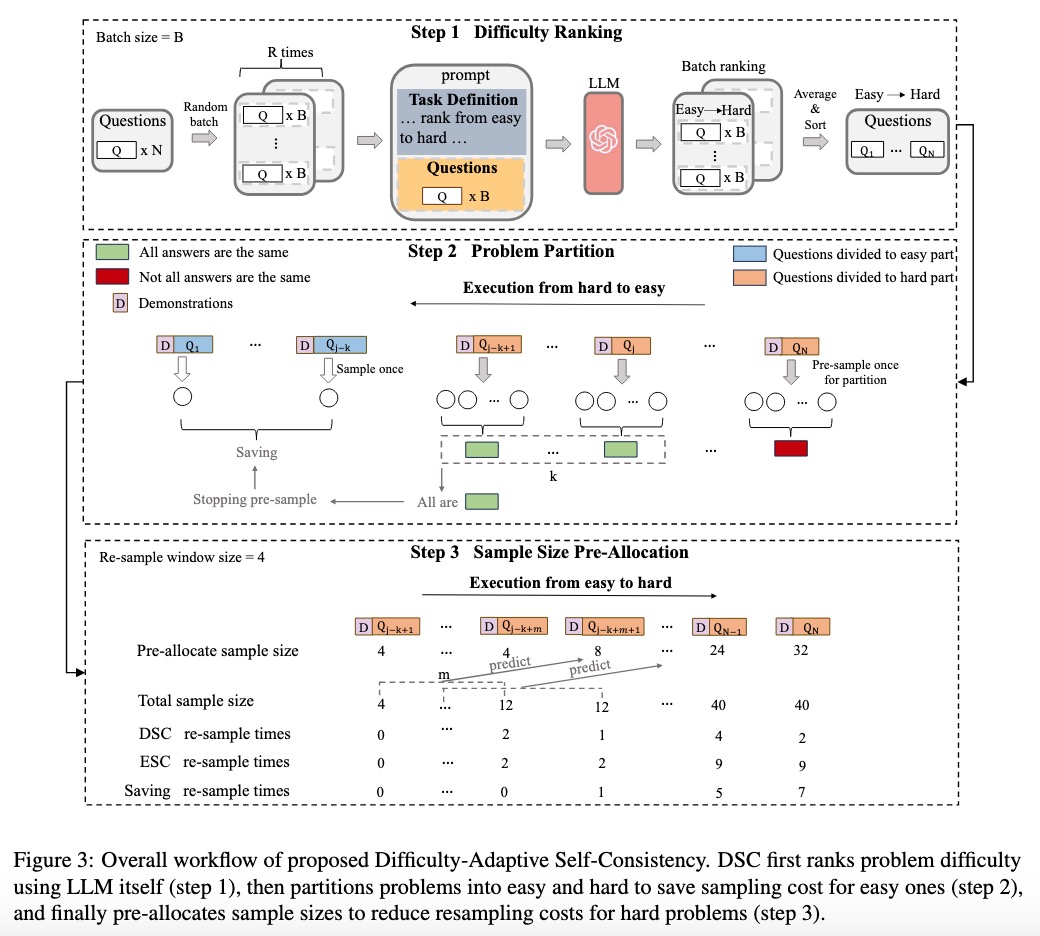 Step 1 Difficulty Ranking
Batch size = B
R times
Batch ranking
prompt
LLM
Questions
Q x N
Random
batch
Q x B
⋮
Q x B
Task Definition
… rank from easy
to hard …
Questions
Q x B
Easy→Hard
Q x B
⋮
Q x B
Average
&
Sort
Easy → Hard
Questions
Q₁ ... Q_N
Step 2 Problem Partition
All answers are the same
Not all answers are the same
D Demonstrations
Questions divided to easy part
Questions divided to hard part
Execution from hard to easy
D Q₁ ... D Q_{j−k} D Q_{j−k+1} ... D Q_j ... D Q_N
Sample once
Pre-sample once
for partition
... ... ...
Saving
... ...
k
Stopping pre-sample
All are
Step 3 Sample Size Pre-Allocation
Re-sample window size = 4
Execution from easy to hard
D Q_{j−k+1} ... D Q_{j−k+m} D Q_{j−k+m+1} ... D Q_{N−1} D Q_N
Pre-allocate sample size 4 ... 4 8 ... 24 32
m predict predict
Total sample size 4 ... 12 12 ... 40 40
DSC re-sample times 0 ... 2 1 4 2
ESC re-sample times 0 ... 2 2 9 9
Saving re-sample times 0 ... 0 1 5 7
Figure 3: Overall workflow of proposed Difficulty-Adaptive Self-Consistency. DSC first ranks problem difficulty
using LLM itself (step 1), then partitions problems into easy and hard to save sampling cost for easy ones (step 2),
and finally pre-allocates sample sizes to reduce resampling costs for hard problems (step 3).